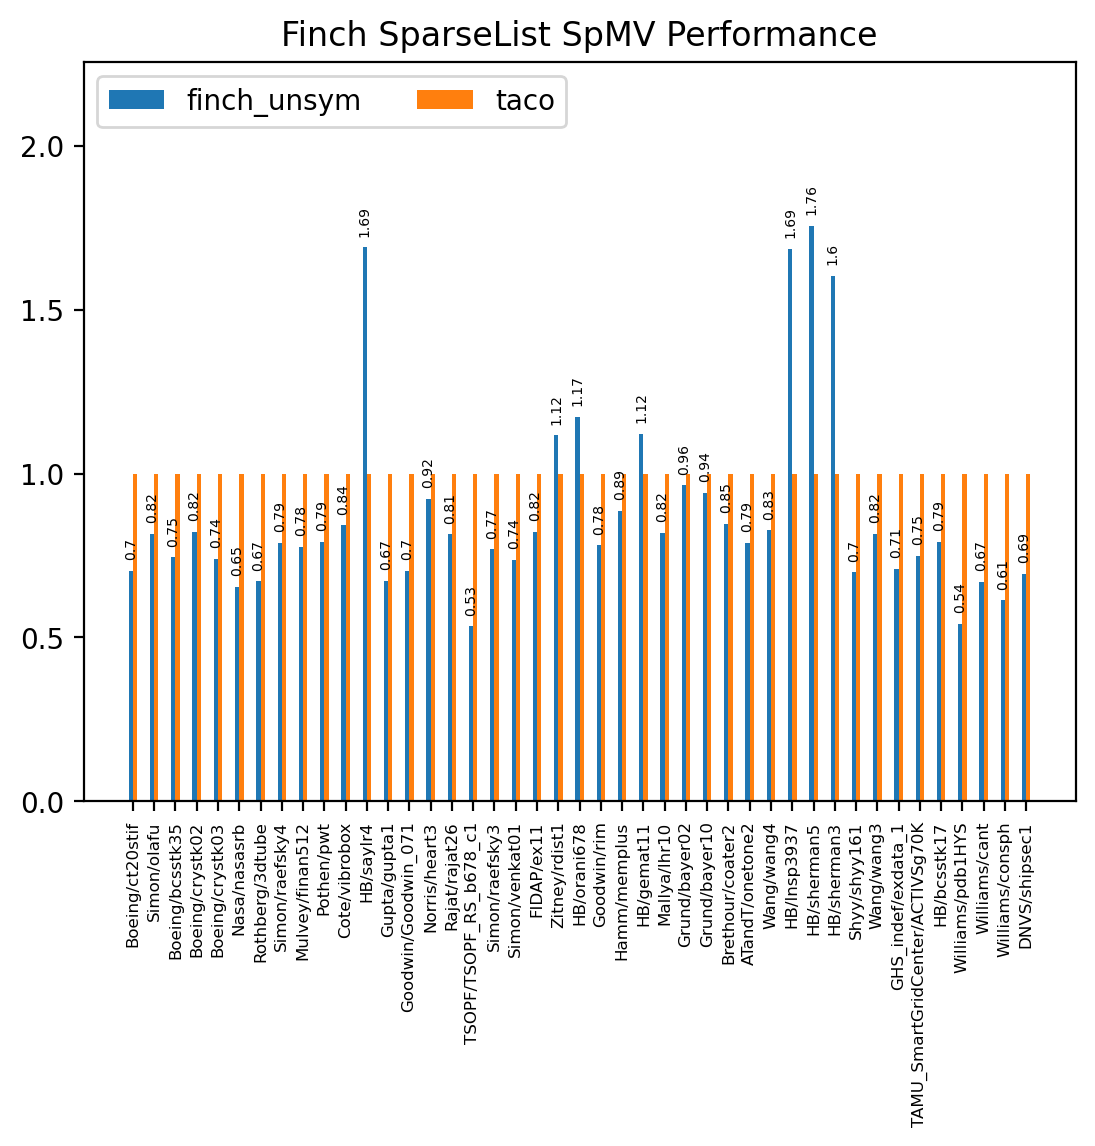 Finch SparseList SpMV Performance
finch_unsym
taco
2.0
1.5
1.0
0.5
0.0
0.7
0.82
0.75
0.82
0.74
0.65
0.67
0.79
0.78
0.79
0.84
1.69
0.67
0.7
0.92
0.81
0.53
0.77
0.74
0.82
1.12
1.17
0.78
0.89
1.12
0.82
0.96
0.94
0.85
0.79
0.83
1.69
1.76
1.6
0.7
0.82
0.71
0.75
0.79
0.54
0.67
0.61
0.69
Boeing/ct20stif
Simon/olafu
Boeing/bcsstk35
Boeing/crystk02
Boeing/crystk03
Nasa/nasasrb
Rothberg/3dtube
Simon/raefsky4
Mulvey/finan512
Pothen/pwt
Cote/vibrobox
HB/saylr4
Gupta/gupta1
Goodwin/Goodwin_071
Norris/heart3
Rajat/rajat26
TSOPF/TSOPF_RS_b678_c1
Simon/raefsky3
Simon/venkat01
FIDAP/ex11
Zitney/rdist1
HB/orani678
Goodwin/rim
Hamm/memplus
HB/gemat11
Mallya/lhr10
Grund/bayer02
Grund/bayer10
Brethour/coater2
ATandT/onetone2
Wang/wang4
HB/lnsp3937
HB/sherman5
HB/sherman3
Shyy/shyy161
Wang/wang3
GHS_indef/exdata_1
TAMU_SmartGridCenter/ACTIVSg70K
HB/bcsstk17
Williams/pdb1HYS
Williams/cant
Williams/consph
DNVS/shipsec1